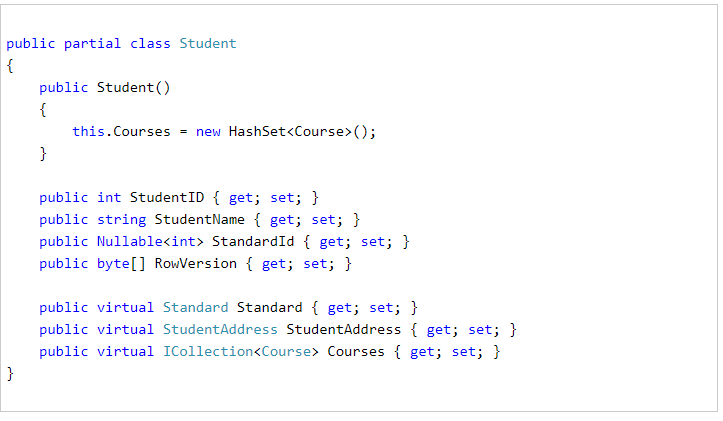 public partial class Student
{
    public Student()
    {
        this.Courses = new HashSet<Course>();
    }

    public int StudentID { get; set; }
    public string StudentName { get; set; }
    public Nullable<int> StandardId { get; set; }
    public byte[] RowVersion { get; set; }

    public virtual Standard Standard { get; set; }
    public virtual StudentAddress StudentAddress { get; set; }
    public virtual ICollection<Course> Courses { get; set; }
}